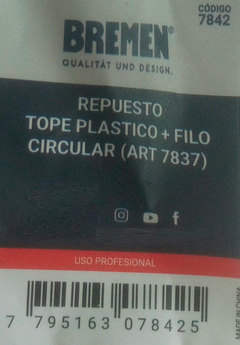 CÓDIGO
7842
BREMEN®
QUALITÄT UND DESIGN.
REPUESTO
TOPE PLASTICO + FILO
CIRCULAR (ART 7837)
USO PROFESIONAL
7 795163 078425
MADE IN CHINA